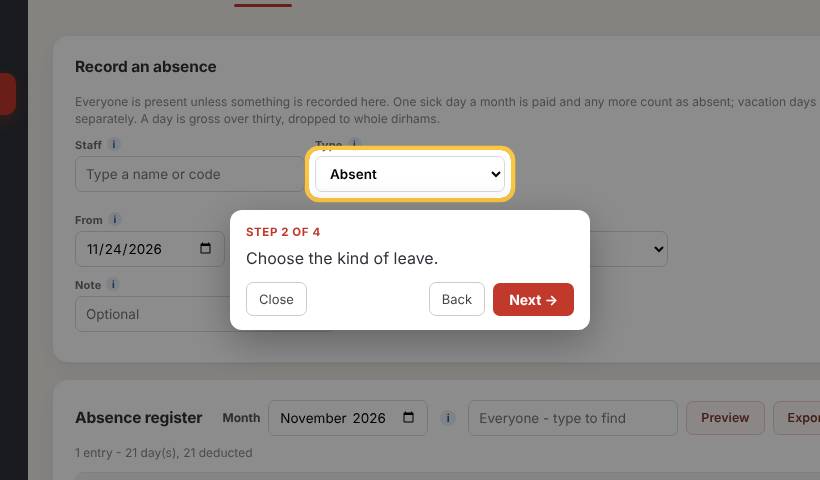 Record an absence
Everyone is present unless something is recorded here. One sick day a month is paid and any more count as absent; vacation days
separately. A day is gross over thirty, dropped to whole dirhams.
Staff i
Type i
Type a name or code
Absent
From i
11/24/2026
STEP 2 OF 4
Choose the kind of leave.
Close
Back
Next →
Note i
Optional
Absence register
Month
November 2026
i
Everyone - type to find
Preview
1 entry - 21 day(s), 21 deducted